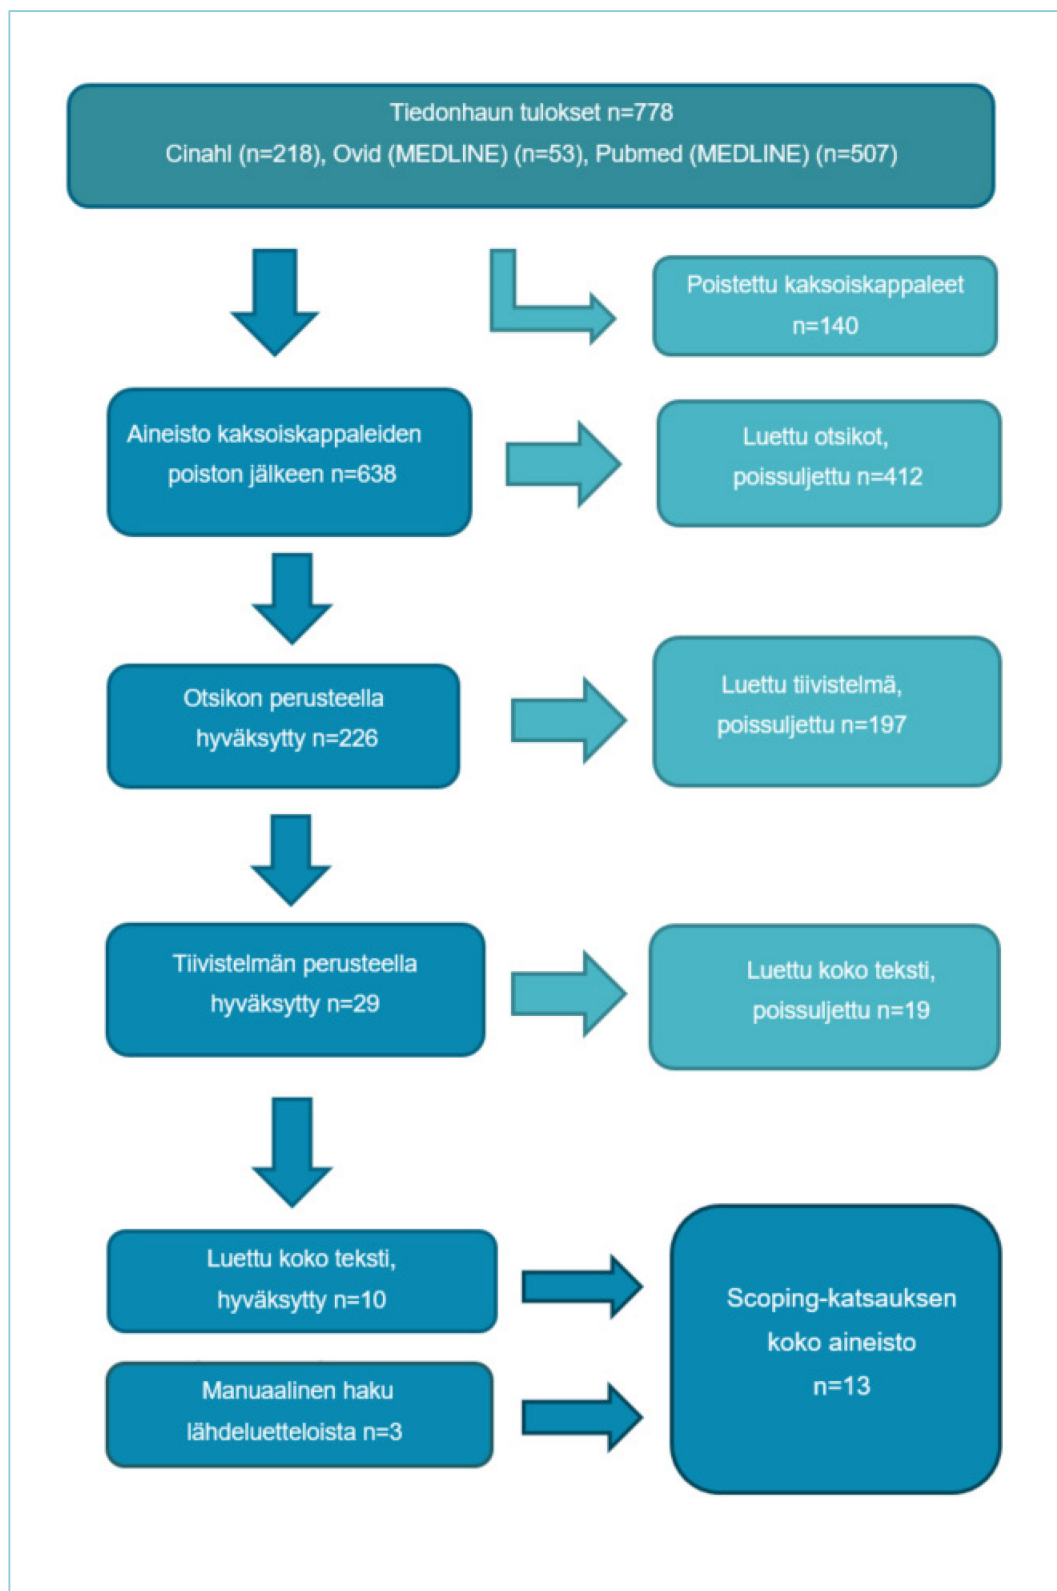 Tiedonhaun tulokset n=778
Cinahl (n=218), Ovid (MEDLINE) (n=53), Pubmed (MEDLINE) (n=507)
Poistettu kaksoiskappaleet
n=140
Aineisto kaksoiskappaleiden
poiston jälkeen n=638
Luettu otsikot,
poissuljettu n=412
Otsikon perusteella
hyväksytty n=226
Luettu tiivistelmä,
poissuljettu n=197
Tiivistelmän perusteella
hyväksytty n=29
Luettu koko teksti,
poissuljettu n=19
Luettu koko teksti,
hyväksytty n=10
Manuaalinen haku
lähdeluetteloista n=3
Scoping-katsauksen
koko aineisto
n=13